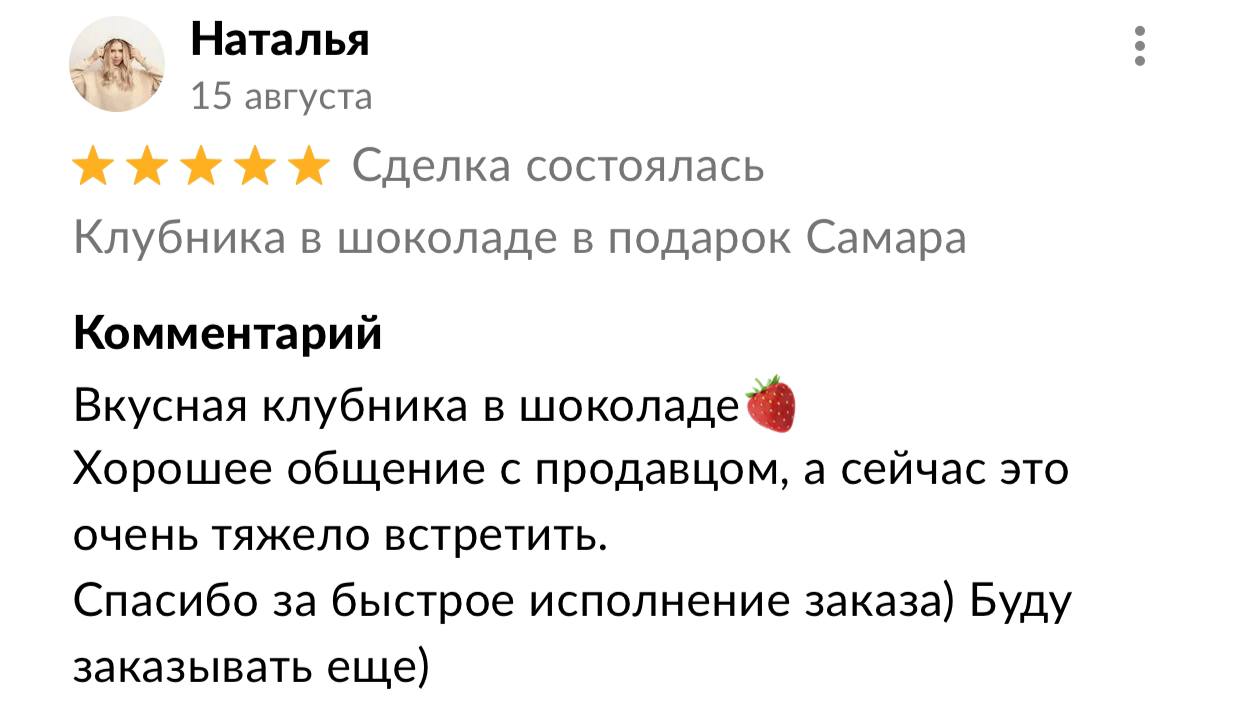 Наталья
15 августа
Сделка состоялась
Клубника в шоколаде в подарок Самара
Комментарий
Вкусная клубника в шоколаде🍓
Хорошее общение с продавцом, а сейчас это
очень тяжело встретить.
Спасибо за быстрое исполнение заказа) Буду
заказывать еще)